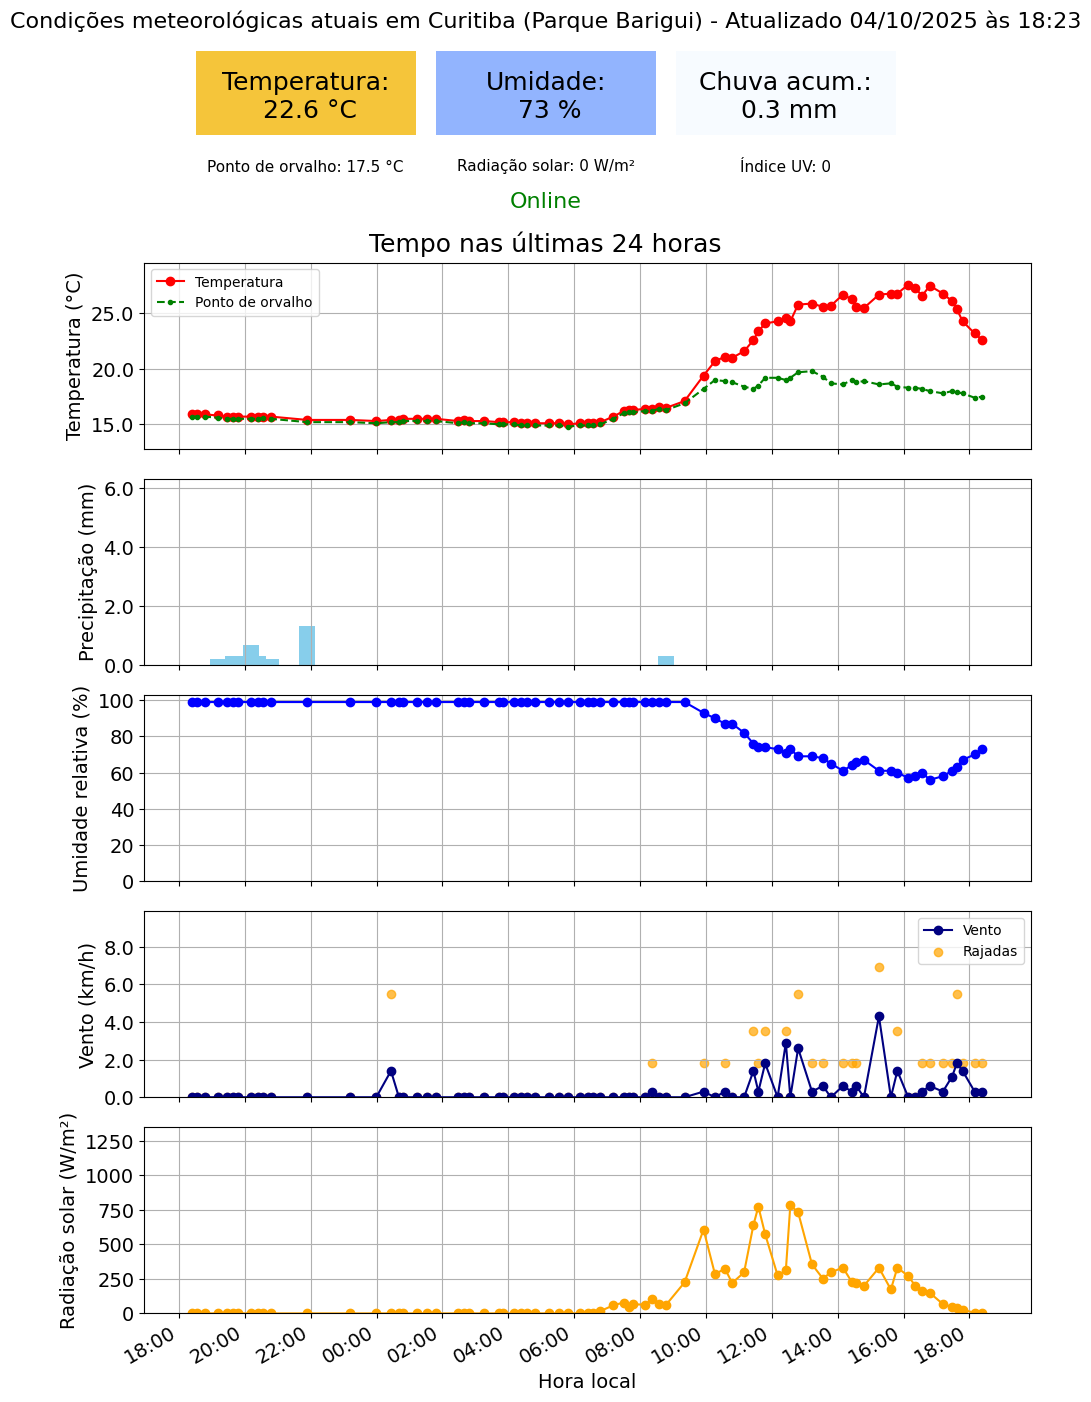 Condições meteorológicas atuais em Curitiba (Parque Barigui) - Atualizado 04/10/2025 às 18:23
Temperatura:
22.6 °C
Umidade:
73 %
Chuva acum.:
0.3 mm
Ponto de orvalho: 17.5 °C
Radiação solar: 0 W/m²
Índice UV: 0
Online
Tempo nas últimas 24 horas
Temperatura (°C)
25.0
20.0
15.0
Temperatura
Ponto de orvalho
Precipitação (mm)
6.0
4.0
2.0
0.0
Umidade relativa (%)
100
80
60
40
20
0
Vento (km/h)
8.0
6.0
4.0
2.0
0.0
Vento
Rajadas
Radiação solar (W/m²)
1250
1000
750
500
250
0
18:00
20:00
22:00
00:00
02:00
04:00
06:00
08:00
10:00
12:00
14:00
16:00
18:00
Hora local